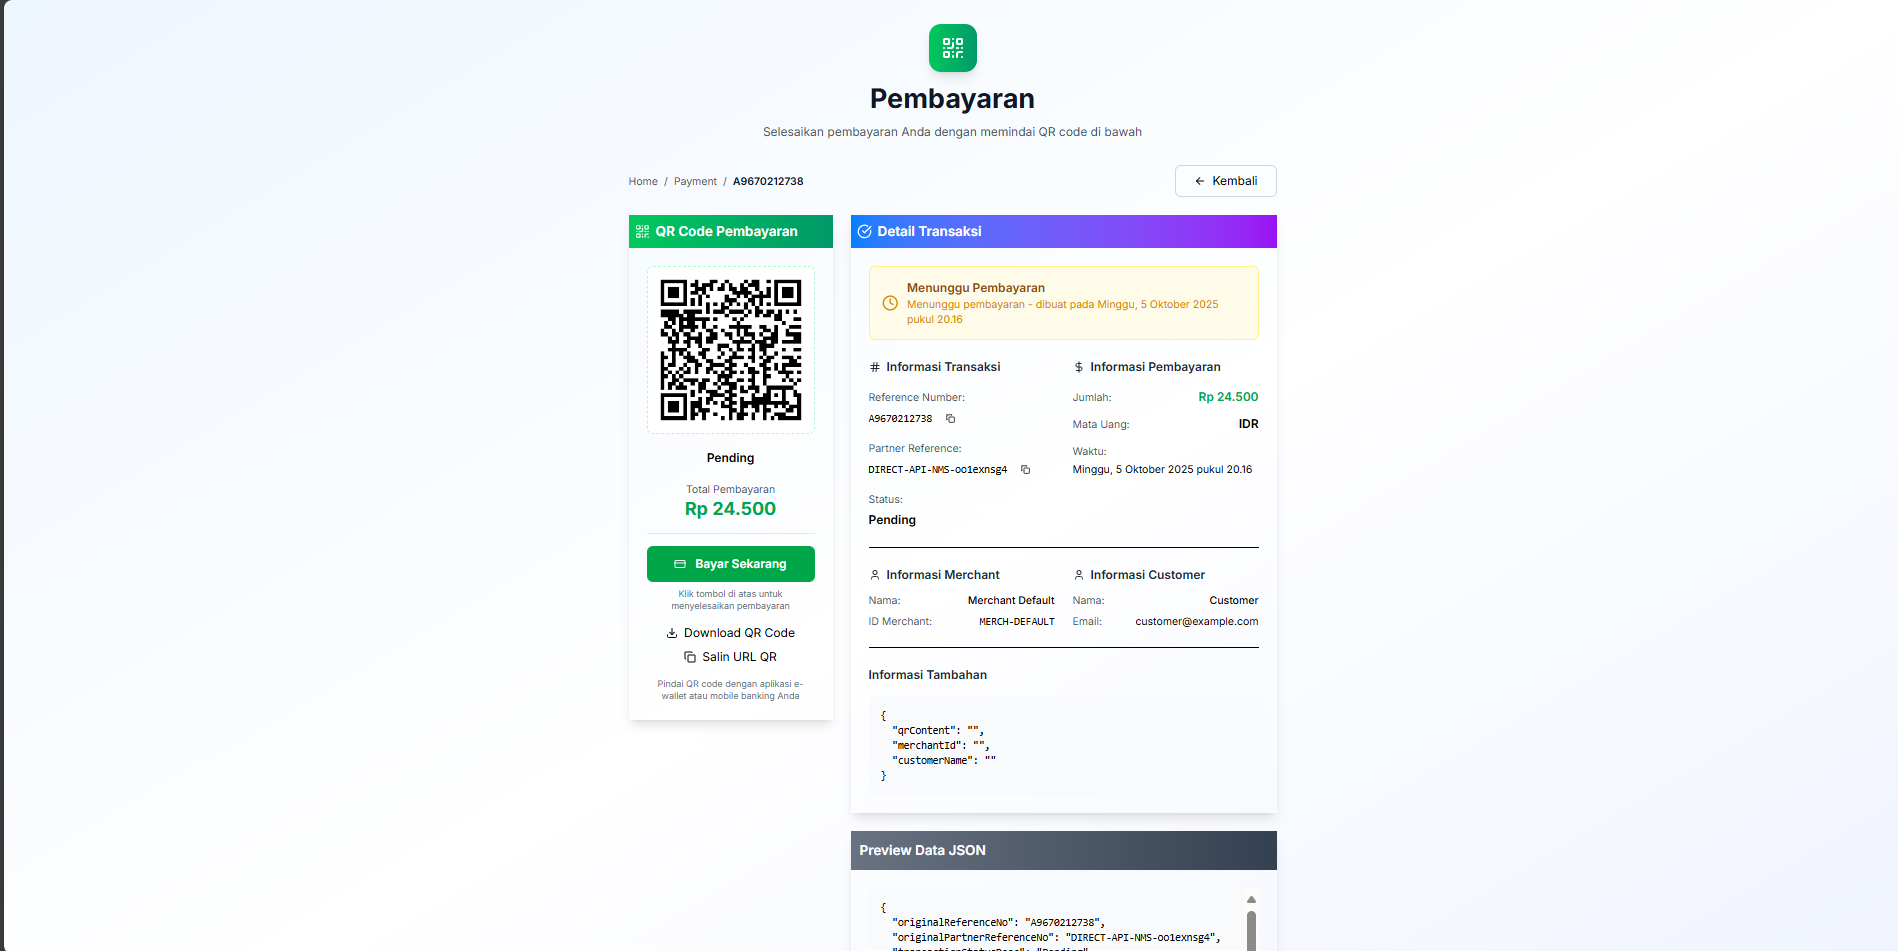 Pembayaran
Selesaikan pembayaran Anda dengan memindai QR code di bawah
Home / Payment / A9670212738
Kembali
QR Code Pembayaran
Pending
Total Pembayaran
Rp 24.500
Bayar Sekarang
Klik tombol di atas untuk
menyelesaikan pembayaran
Download QR Code
Salin URL QR
Pindai QR code dengan aplikasi e-
wallet atau mobile banking Anda
Detail Transaksi
Menunggu Pembayaran
Menunggu pembayaran - dibuat pada Minggu, 5 Oktober 2025
pukul 20.16
Informasi Transaksi
Reference Number:
A9670212738
Partner Reference:
DIRECT-API-NMS-oo1exnsg4
Status:
Pending
Informasi Pembayaran
Jumlah: Rp 24.500
Mata Uang: IDR
Waktu:
Minggu, 5 Oktober 2025 pukul 20.16
Informasi Merchant
Nama: Merchant Default
ID Merchant: MERCH-DEFAULT
Informasi Customer
Nama: Customer
Email: customer@example.com
Informasi Tambahan
{
"qrContent": "",
"merchantId": "",
"customerName": ""
}
Preview Data JSON
{
"originalReferenceNo": "A9670212738",
"originalPartnerReferenceNo": "DIRECT-API-NMS-oo1exnsg4",